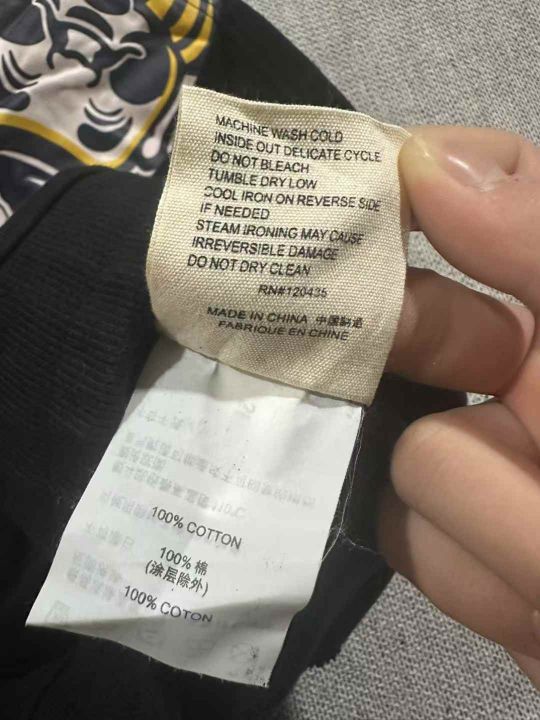 MACHINE WASH COLD
INSIDE OUT DELICATE CYCLE
DO NOT BLEACH
TUMBLE DRY LOW
COOL IRON ON REVERSE SIDE
IF NEEDED
STEAM IRONING MAY CAUSE
IRREVERSIBLE DAMAGE
DO NOT DRY CLEAN
RN#120435
MADE IN CHINA 中国制造
FABRIQUE EN CHINE
100% COTTON
100% 棉
(涂层除外)
100% COTON